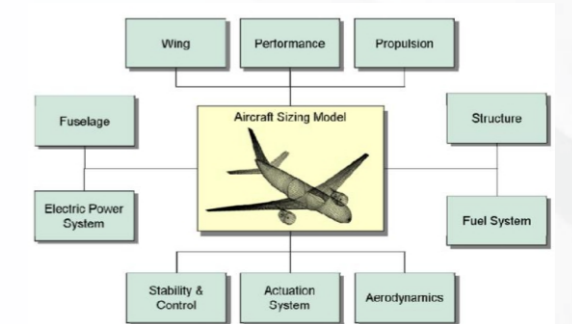 Wing
Performance
Propulsion
Fuselage
Aircraft Sizing Model
Structure
Electric Power
System
Fuel System
Stability &
Control
Actuation
System
Aerodynamics